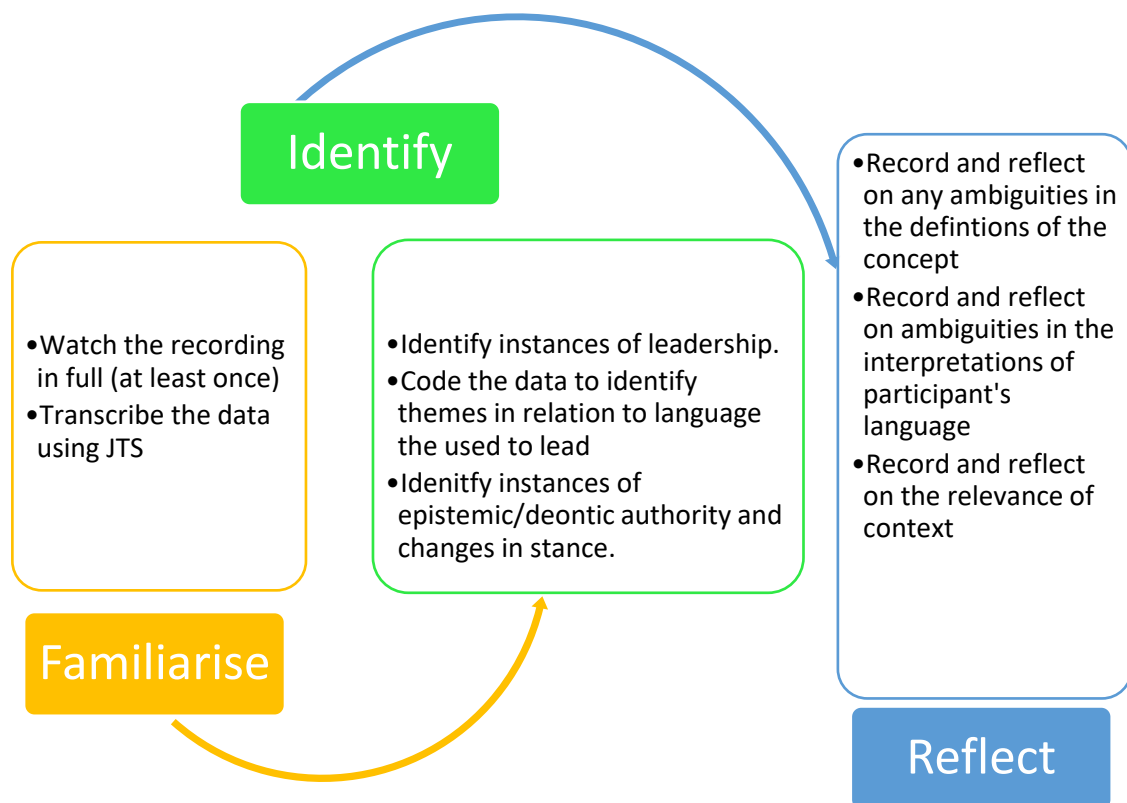 Familiarise
•Watch the recording
in full (at least once)
•Transcribe the data
using JTS
Identify
•Identify instances of leadership.
•Code the data to identify
themes in relation to language
the used to lead
•Idenitfy instances of
epistemic/deontic authority and
changes in stance.
Reflect
•Record and reflect
on any ambiguities in
the defintions of the
concept
•Record and reflect
on ambiguities in the
interpretations of
participant's
language
•Record and reflect
on the relevance of
context